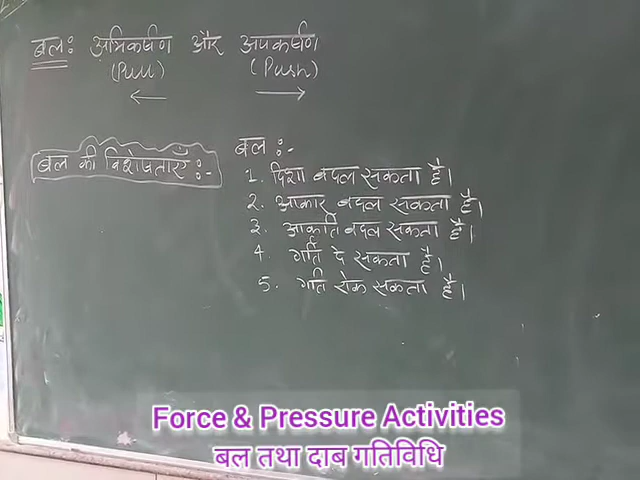 बल: अभिकर्षण और अपकर्षण
(Pull) (Push)
बल की विशेषताएँ :-
बल :-
1. दिशा बदल सकता है।
2. आकार बदल सकता है।
3. आकृति बदल सकता है।
4. गति दे सकता है।
5. गति रोक सकता है।
Force & Pressure Activities
बल तथा दाब गतिविधि